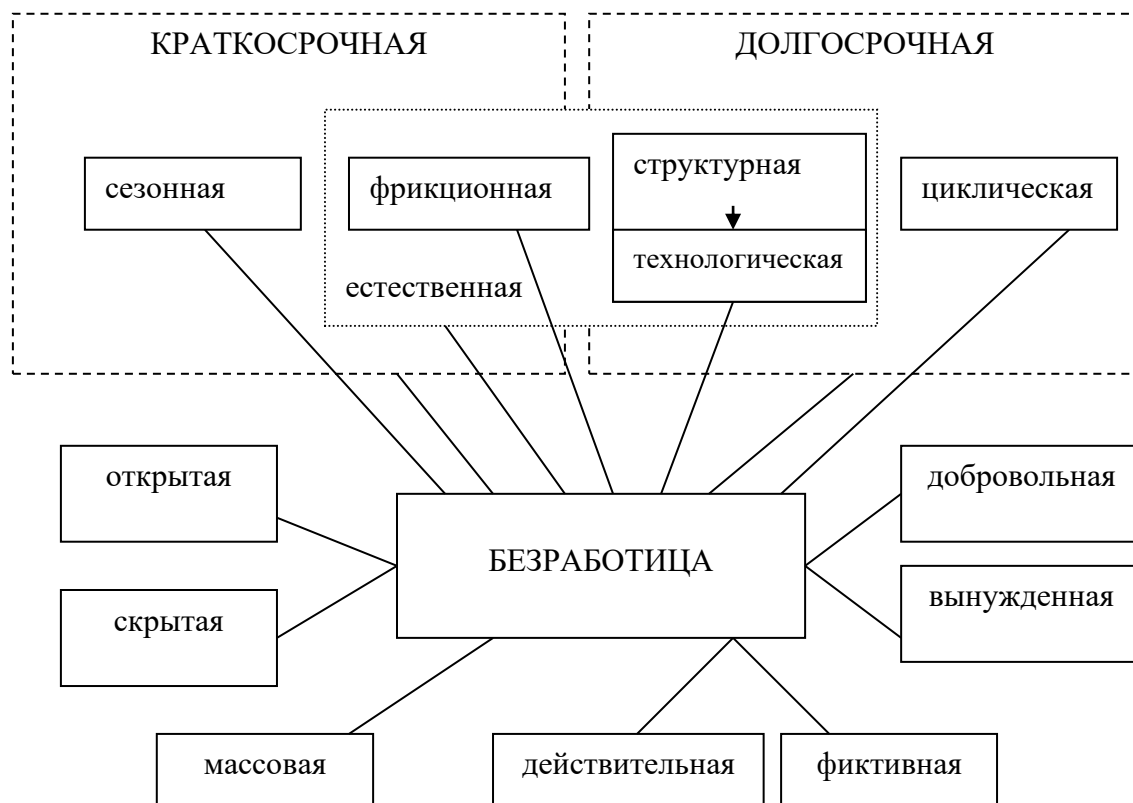 КРАТКОСРОЧНАЯ
ДОЛГОСРОЧНАЯ
сезонная
фрикционная
структурная
циклическая
технологическая
естественная
открытая
добровольная
БЕЗРАБОТИЦА
скрытая
вынужденная
массовая
действительная
фиктивная